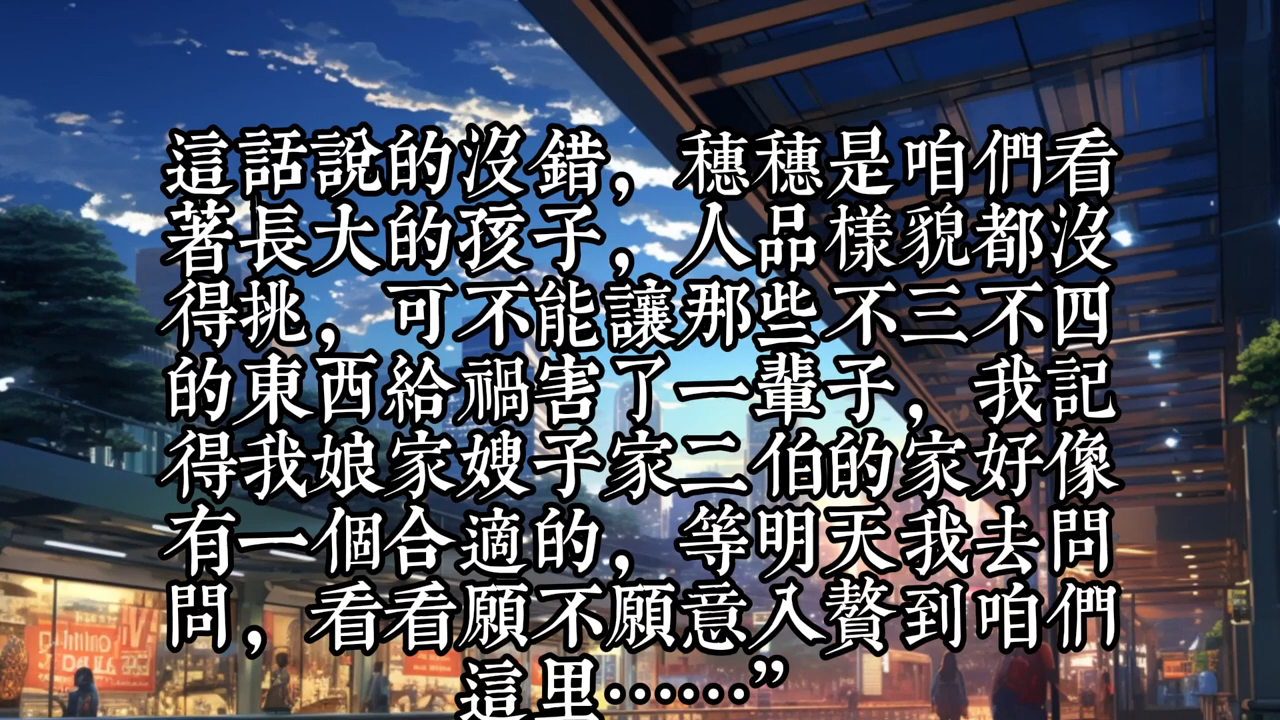 這話說的沒錯，穗穗是咱們看
著長大的孩子，人品樣貌都沒
得挑，可不能讓那些不三不四
的東西給禍害了一輩子，我記
得我娘家嫂子家二伯的家好像
有一個合適的，等明天我去問
問，看看願不願意入贅到咱們
這里……”